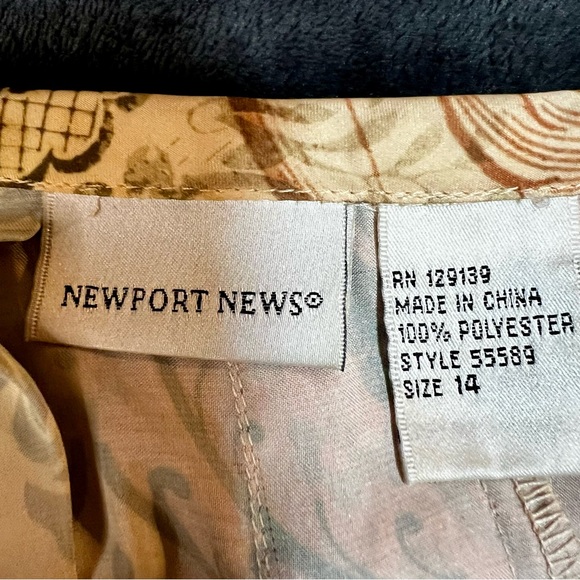 NEWPORT NEWS®
RN 129139
MADE IN CHINA
100% POLYESTER
STYLE 55589
SIZE 14